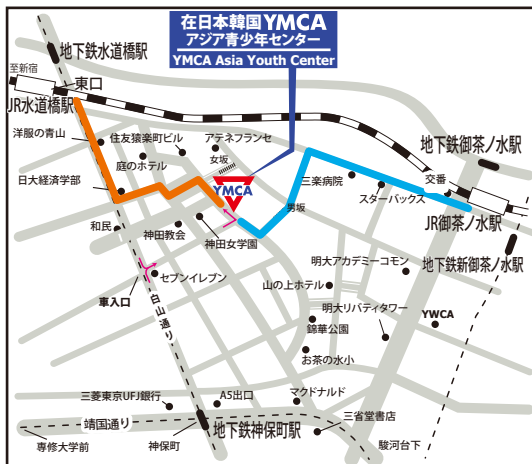 在日本韓国YMCA
アジア青少年センター
YMCA Asia Youth Center
地下鉄水道橋駅
至新宿
東口
JR水道橋駅
洋服の青山
住友猿楽町ビル
アテネフランセ
庭のホテル
女坂
地下鉄御茶ノ水駅
三楽病院
交番
スターバックス
日大経済学部
YMCA
男坂
JR御茶ノ水駅
和民
神田教会
神田女学園
地下鉄新御茶ノ水駅
明大アカデミーコモン
セブンイレブン
山の上ホテル
車入口
白山通り
明大リバティタワー
YWCA
錦華公園
お茶の水小
三菱東京UFJ銀行
A5出口
マクドナルド
三省堂書店
靖国通り
地下鉄神保町駅
専修大学前
神保町
駿河台下